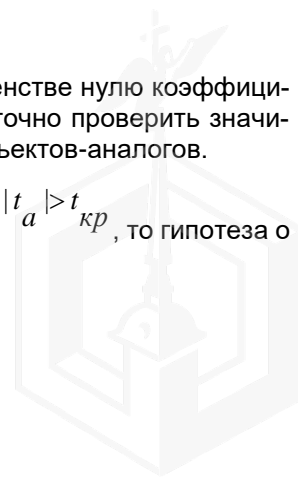 енстве нулю коэффици-
точно проверить значи-
ъектов-аналогов.
|t_a|>t_кр, то гипотеза о